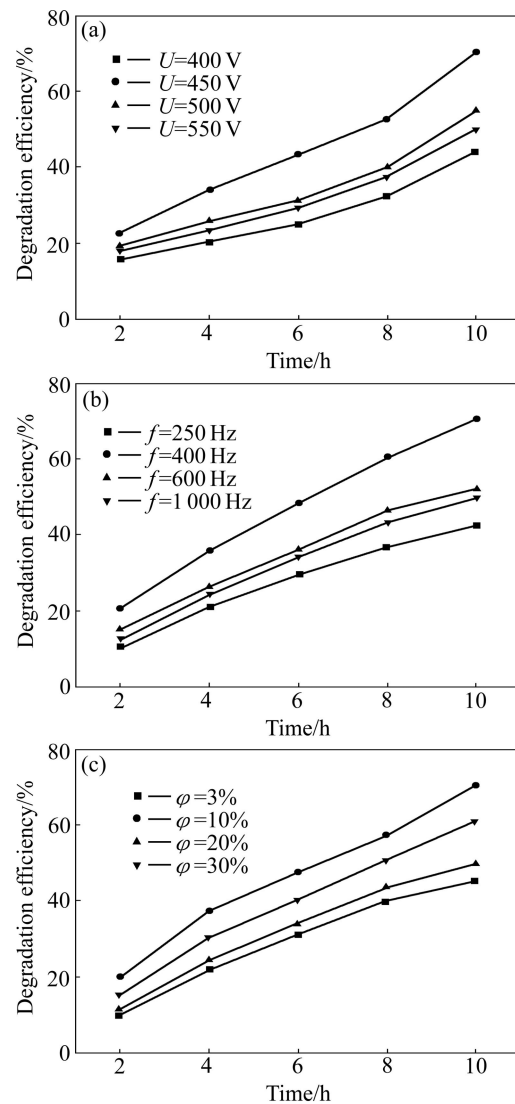 (a)
U=400 V
U=450 V
U=500 V
U=550 V
80
60
40
20
0
Degradation efficiency/%
2 4 6 8 10
Time/h
(b)
f=250 Hz
f=400 Hz
f=600 Hz
f=1 000 Hz
80
60
40
20
0
Degradation efficiency/%
2 4 6 8 10
Time/h
(c)
φ=3%
φ=10%
φ=20%
φ=30%
80
60
40
20
0
Degradation efficiency/%
2 4 6 8 10
Time/h